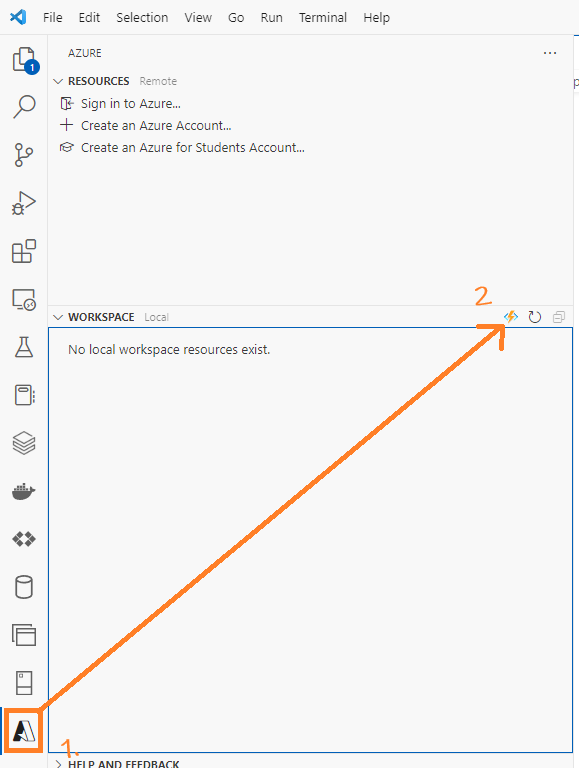 File Edit Selection View Go Run Terminal Help
AZURE
1
RESOURCES Remote
Sign in to Azure...
Create an Azure Account...
Create an Azure for Students Account...
2
WORKSPACE Local
No local workspace resources exist.
1.
HELP AND FEEDBACK